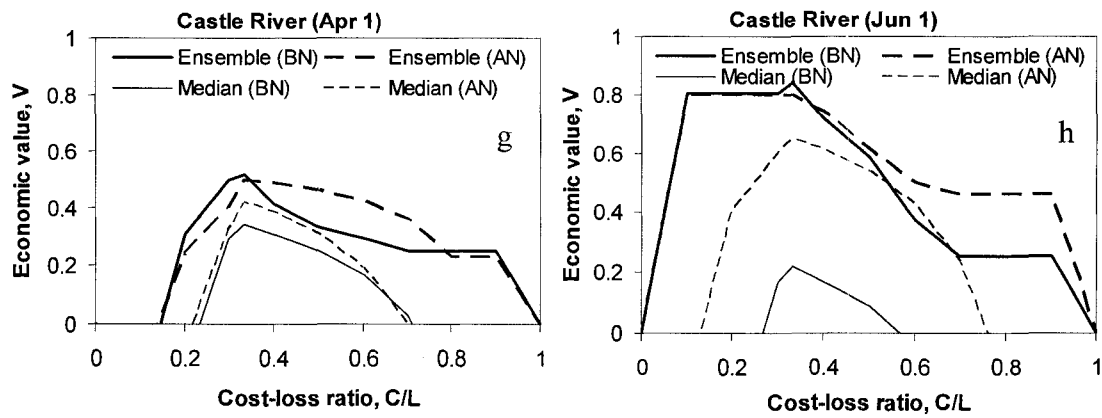 Castle River (Apr 1)
Ensemble (BN)
Ensemble (AN)
Median (BN)
Median (AN)
g
Economic value, V
1
0.8
0.6
0.4
0.2
0
0
0.2
0.4
0.6
0.8
1
Cost-loss ratio, C/L
Castle River (Jun 1)
Ensemble (BN)
Ensemble (AN)
Median (BN)
Median (AN)
h
Economic value, V
1
0.8
0.6
0.4
0.2
0
0
0.2
0.4
0.6
0.8
1
Cost-loss ratio, C/L